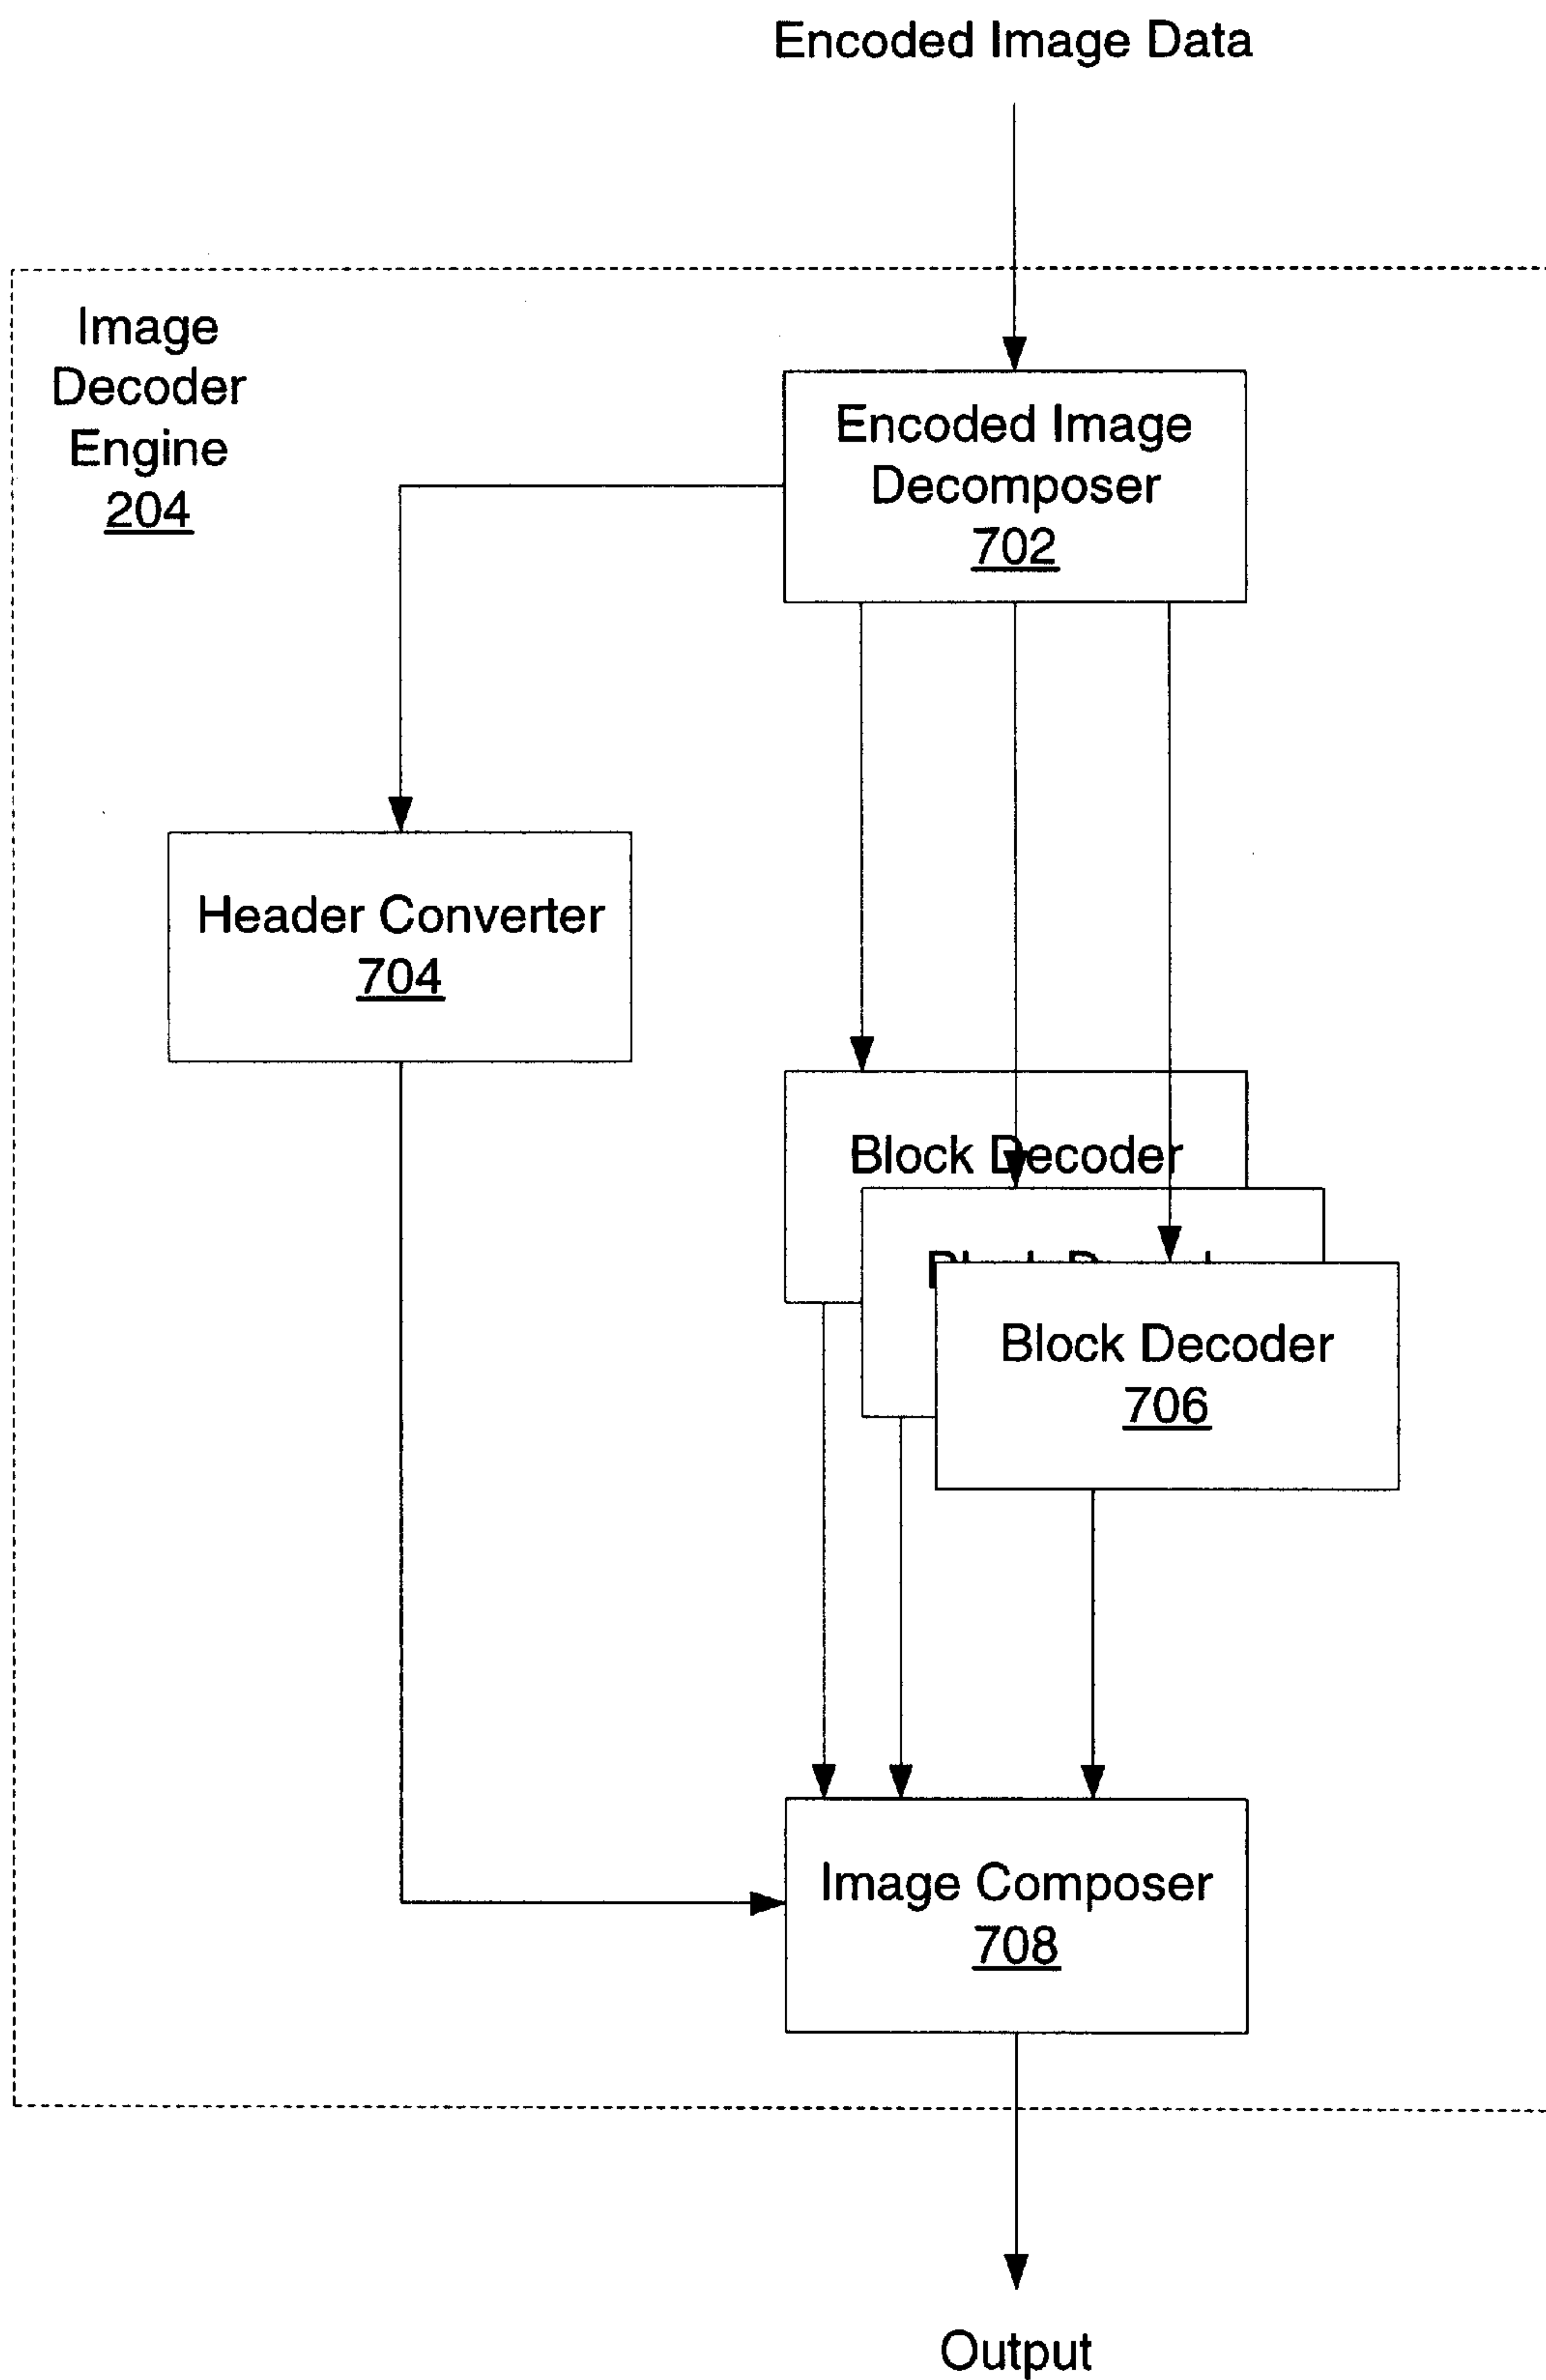 Encoded Image Data
Image
Decoder
Engine
204
Encoded Image
Decomposer
702
Header Converter
704
Block Decoder
Block Decoder
706
Image Composer
708
Output